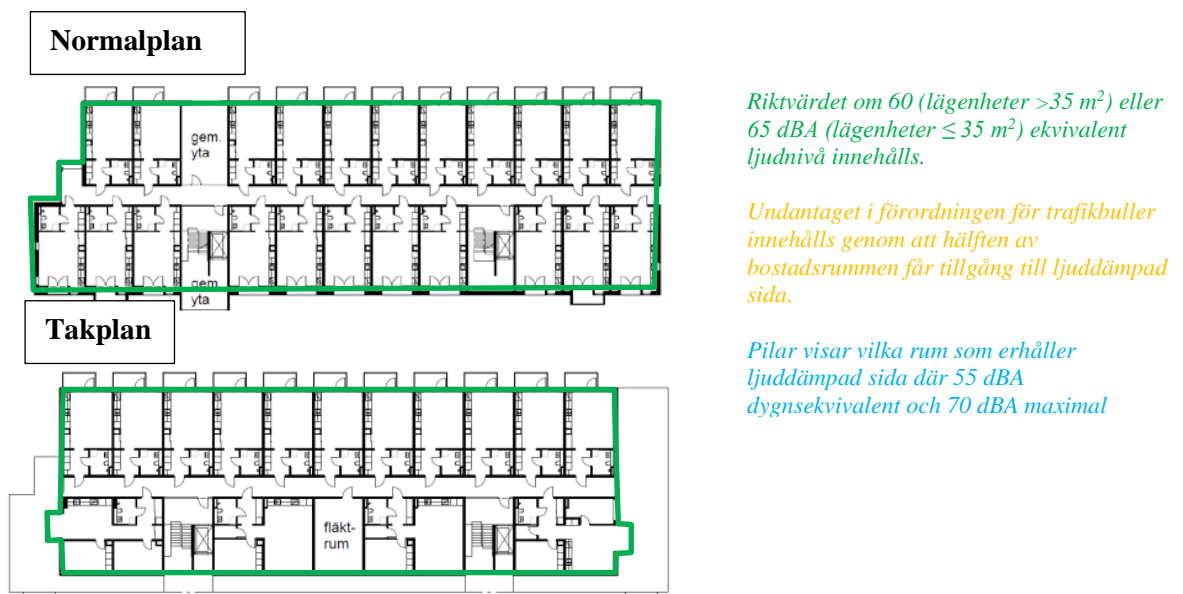 Normalplan
gem.
yta
gem
yta
Takplan
fläkt-
rum
Riktvärdet om 60 (lägenheter >35 m²) eller
65 dBA (lägenheter ≤ 35 m²) ekvivalent
ljudnivå innehålls.
Undantaget i förordningen för trafikbuller
innehålls genom att hälften av
bostadsrummen får tillgång till ljuddämpad
sida.
Pilar visar vilka rum som erhåller
ljuddämpad sida där 55 dBA
dygnsekvivalent och 70 dBA maximal